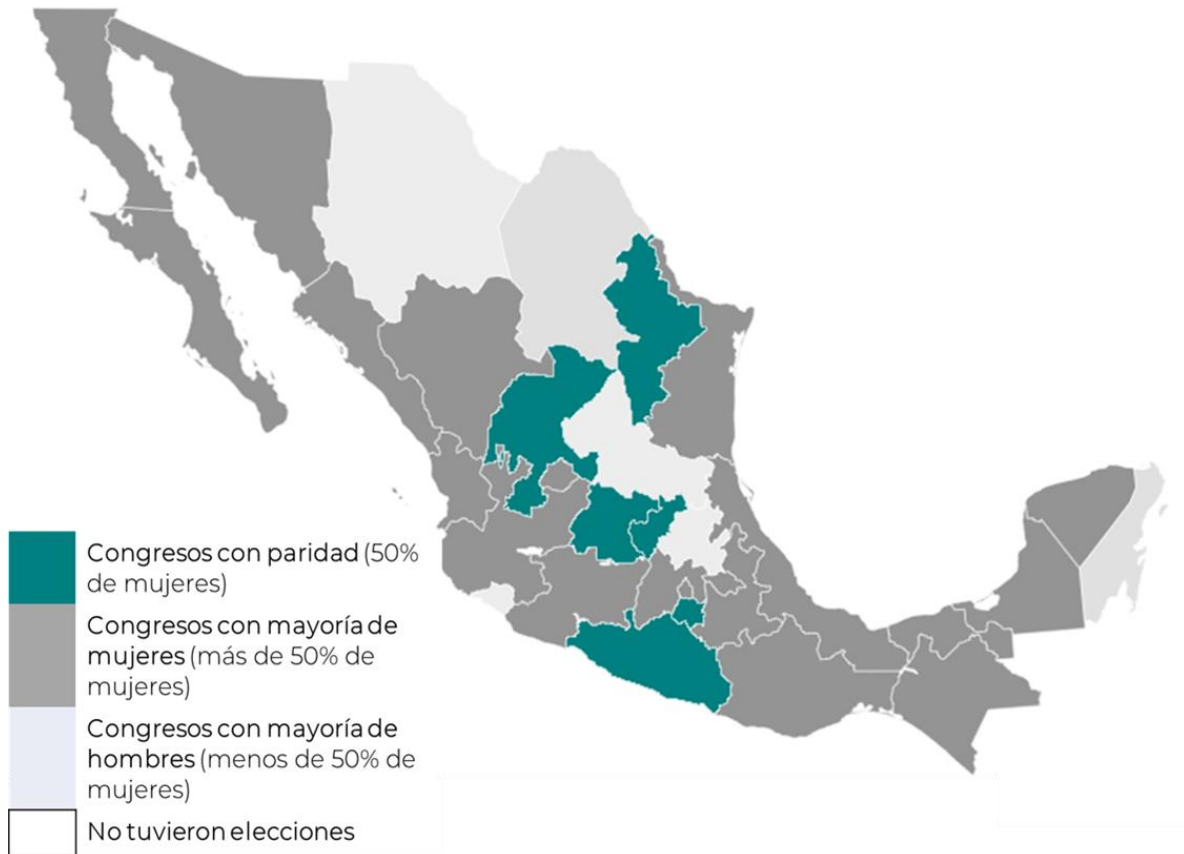 Congresos con paridad (50%
de mujeres)
Congresos con mayoría de
mujeres (más de 50% de
mujeres)
Congresos con mayoría de
hombres (menos de 50% de
mujeres)
No tuvieron elecciones